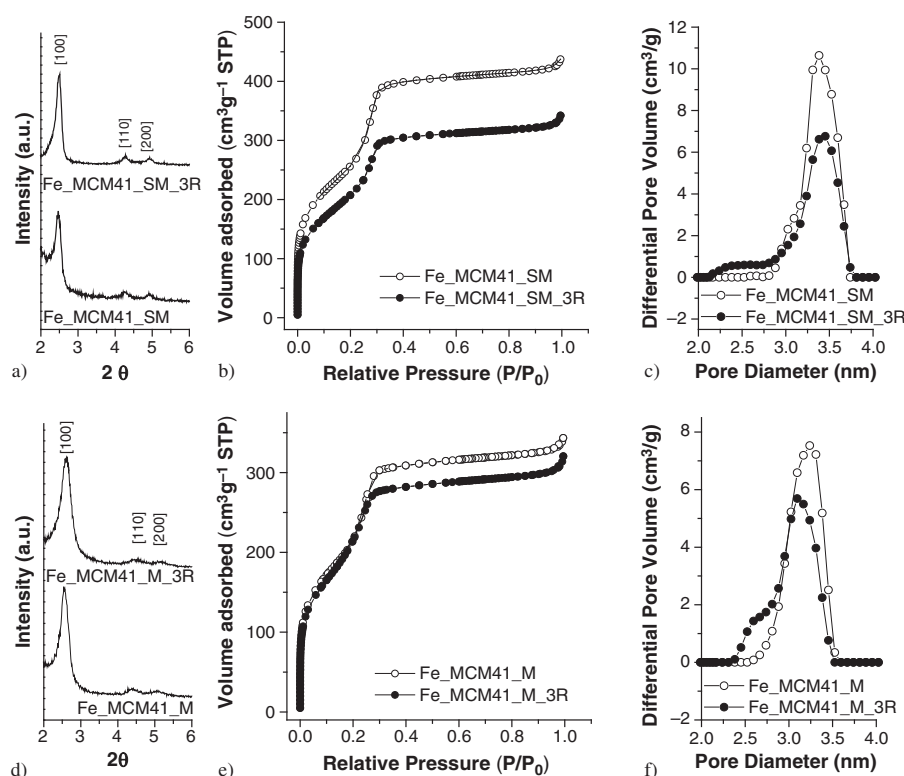 [100]
[110]
[200]
Fe_MCM41_SM_3R
Fe_MCM41_SM
Intensity (a.u.)
2 3 4 5 6
2 θ
a)
500
400
300
200
100
0
Volume adsorbed (cm³g⁻¹ STP)
Fe_MCM41_SM
Fe_MCM41_SM_3R
0.0 0.2 0.4 0.6 0.8 1.0
Relative Pressure (P/P₀)
b)
12
10
8
6
4
2
0
−2
Differential Pore Volume (cm³/g)
Fe_MCM41_SM
Fe_MCM41_SM_3R
2.0 2.5 3.0 3.5 4.0
Pore Diameter (nm)
c)
[100]
[110]
[200]
Fe_MCM41_M_3R
Fe_MCM41_M
Intensity (a.u.)
2 3 4 5 6
2θ
d)
300
200
100
0
Volume adsorbed (cm³g⁻¹ STP)
Fe_MCM41_M
Fe_MCM41_M_3R
0.0 0.2 0.4 0.6 0.8 1.0
Relative Pressure (P/P₀)
e)
8
6
4
2
0
−2
Differential Pore Volume (cm³/g)
Fe_MCM41_M
Fe_MCM41_M_3R
2.0 2.5 3.0 3.5 4.0
Pore Diameter (nm)
f)